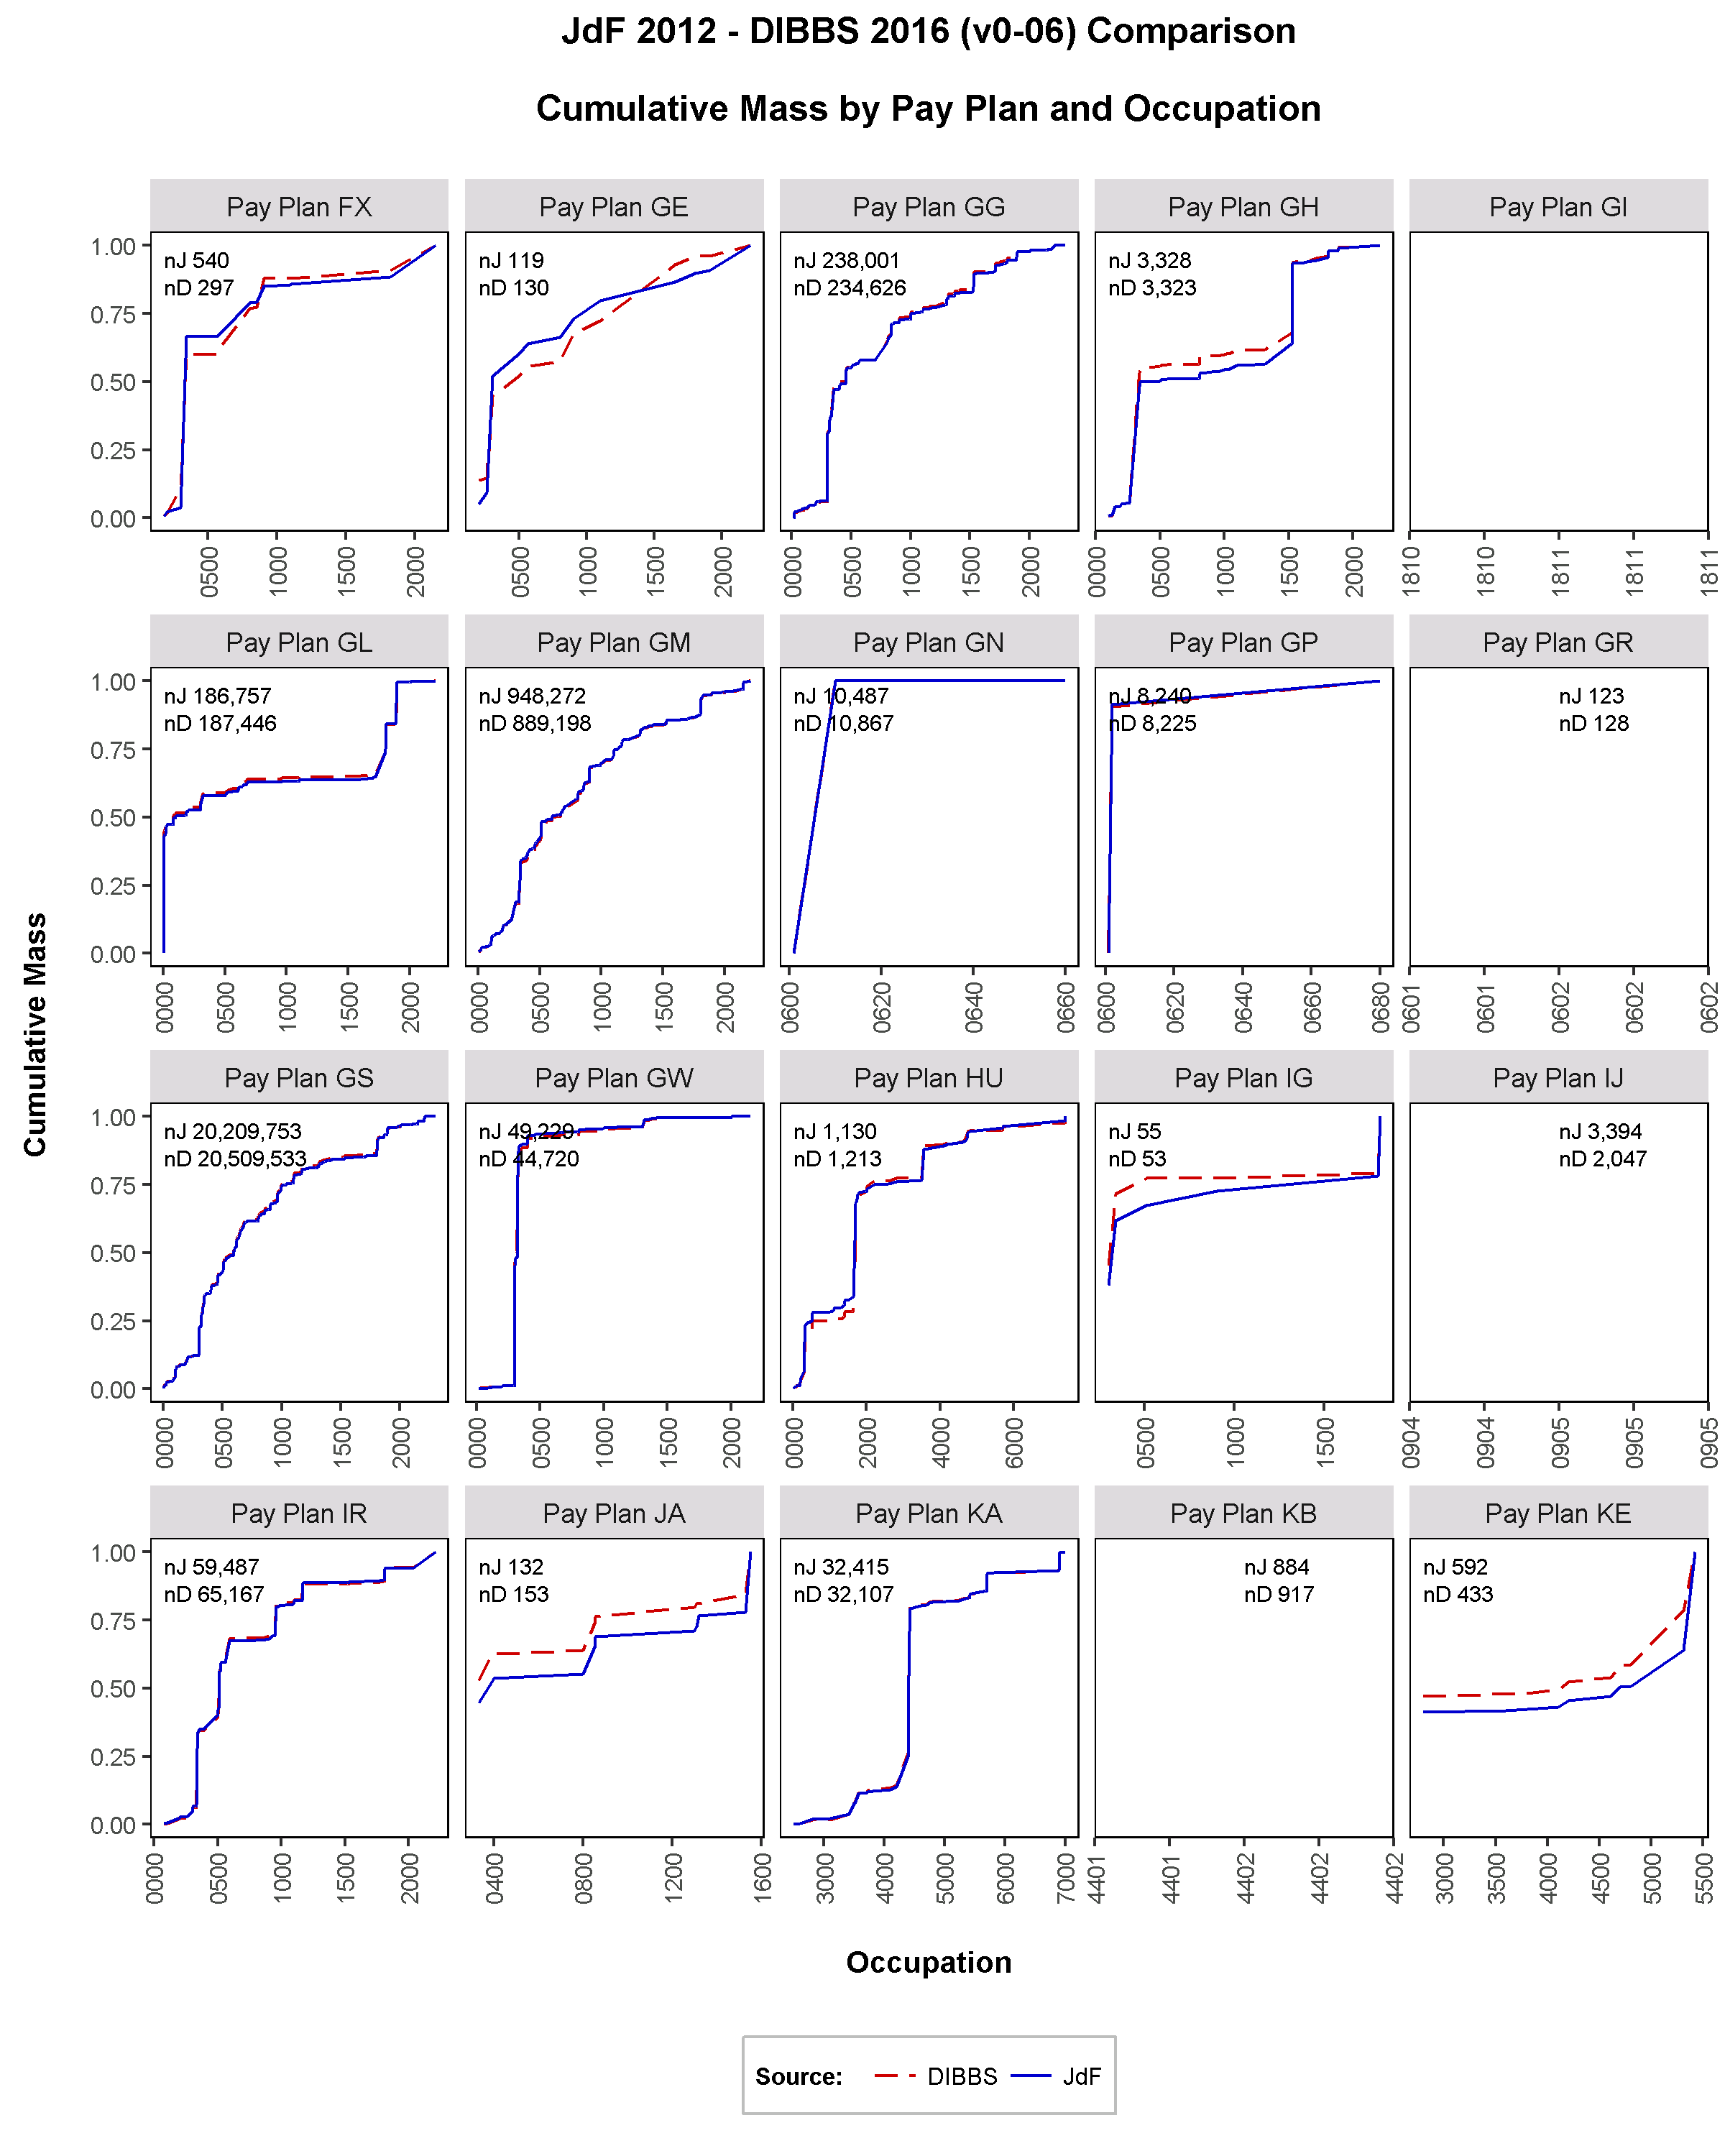 JdF 2012 - DIBBS 2016 (v0-06) Comparison
Cumulative Mass by Pay Plan and Occupation
Cumulative Mass
Pay Plan FX
Pay Plan GE
Pay Plan GG
Pay Plan GH
Pay Plan GI
1.00
0.75
0.50
0.25
0.00
nJ 540
nD 297
nJ 119
nD 130
nJ 238,001
nD 234,626
nJ 3,328
nD 3,323
0500 1000 1500 2000
0500 1000 1500 2000
0000 0500 1000 1500 2000
0000 0500 1000 1500 2000
1810 1810 1811 1811 1811
Pay Plan GL
Pay Plan GM
Pay Plan GN
Pay Plan GP
Pay Plan GR
1.00
0.75
0.50
0.25
0.00
nJ 186,757
nD 187,446
nJ 948,272
nD 889,198
nJ 10,487
nD 10,867
nJ 8,240
nD 8,225
nJ 123
nD 128
0000 0500 1000 1500 2000
0000 0500 1000 1500 2000
0600 0620 0640 0660
0600 0620 0640 0660 0680
0601 0601 0602 0602 0602
Pay Plan GS
Pay Plan GW
Pay Plan HU
Pay Plan IG
Pay Plan IJ
1.00
0.75
0.50
0.25
0.00
nJ 20,209,753
nD 20,509,533
nJ 49,229
nD 44,720
nJ 1,130
nD 1,213
nJ 55
nD 53
nJ 3,394
nD 2,047
0000 0500 1000 1500 2000
0000 0500 1000 1500 2000
0000 2000 4000 6000
0500 1000 1500
0904 0904 0905 0905 0905
Pay Plan IR
Pay Plan JA
Pay Plan KA
Pay Plan KB
Pay Plan KE
1.00
0.75
0.50
0.25
0.00
nJ 59,487
nD 65,167
nJ 132
nD 153
nJ 32,415
nD 32,107
nJ 884
nD 917
nJ 592
nD 433
0000 0500 1000 1500 2000
0400 0800 1200 1600
3000 4000 5000 6000 7000
4401 4401 4402 4402 4402
3000 3500 4000 4500 5000 5500
Occupation
Source: DIBBS JdF